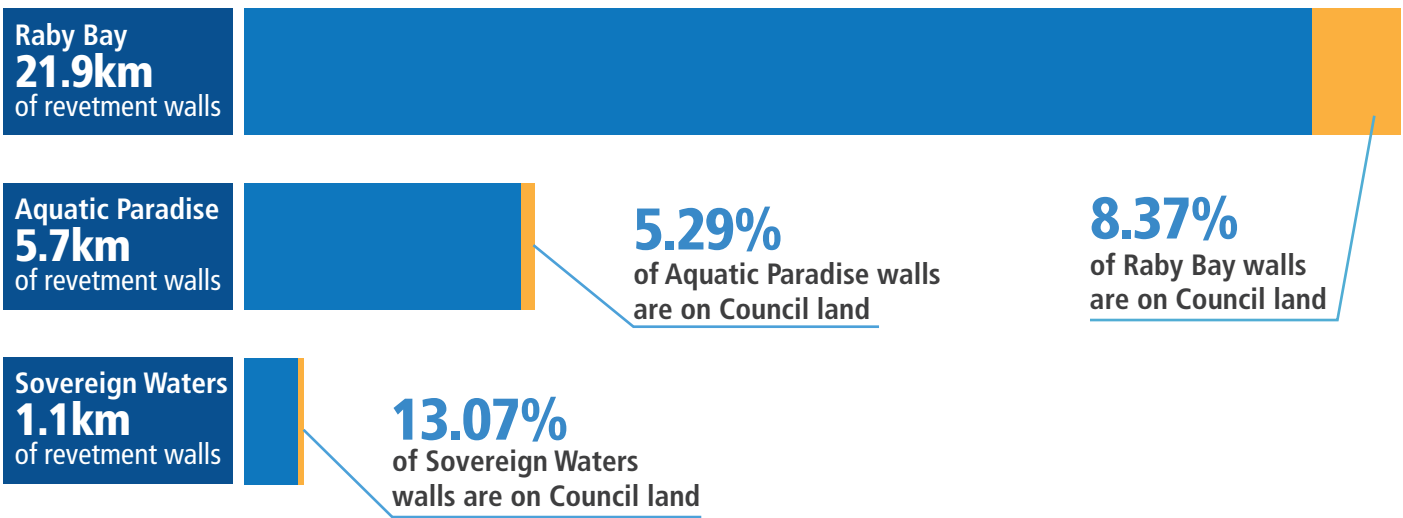 Raby Bay
21.9km
of revetment walls
Aquatic Paradise
5.7km
of revetment walls
5.29%
of Aquatic Paradise walls
are on Council land
8.37%
of Raby Bay walls
are on Council land
Sovereign Waters
1.1km
of revetment walls
13.07%
of Sovereign Waters
walls are on Council land